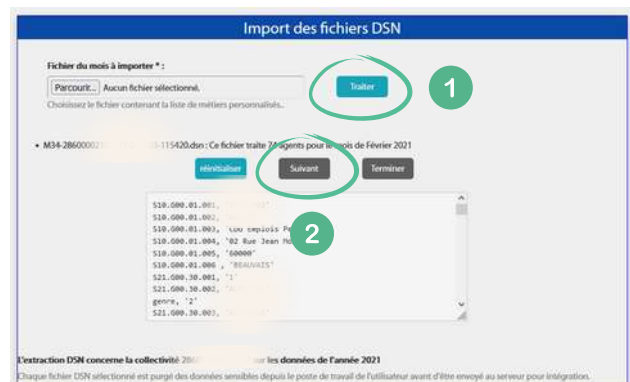 Import des fichiers DSN
Fichier du mois à importer * :
Parcourir... Aucun fichier sélectionné. Traiter 1
Choisissez le fichier contenant la liste de métiers personnalisés..
M34-2860000 -115420.dsn : Ce fichier traite 74 agents pour le mois de Février 2021
réinitialiser Suivant Terminer
S10.G00.01.001,
S10.G00.01.002,
S10.G00.01.003,
S10.G00.01.004, '02 Rue Jean
S10.G00.01.005, '60000'
S10.G00.01.006 , 'BEAUVAIS'
S21.G00.30.001, '1'
S21.G00.30.002,
genre, '2'
S21.G00.30.003,
2
L'extraction DSN concerne la collectivité sur les données de l'année 2021
Chaque fichier DSN sélectionné est purgé des données sensibles depuis le poste de travail de l'utilisateur avant d'être envoyé au serveur pour intégration.